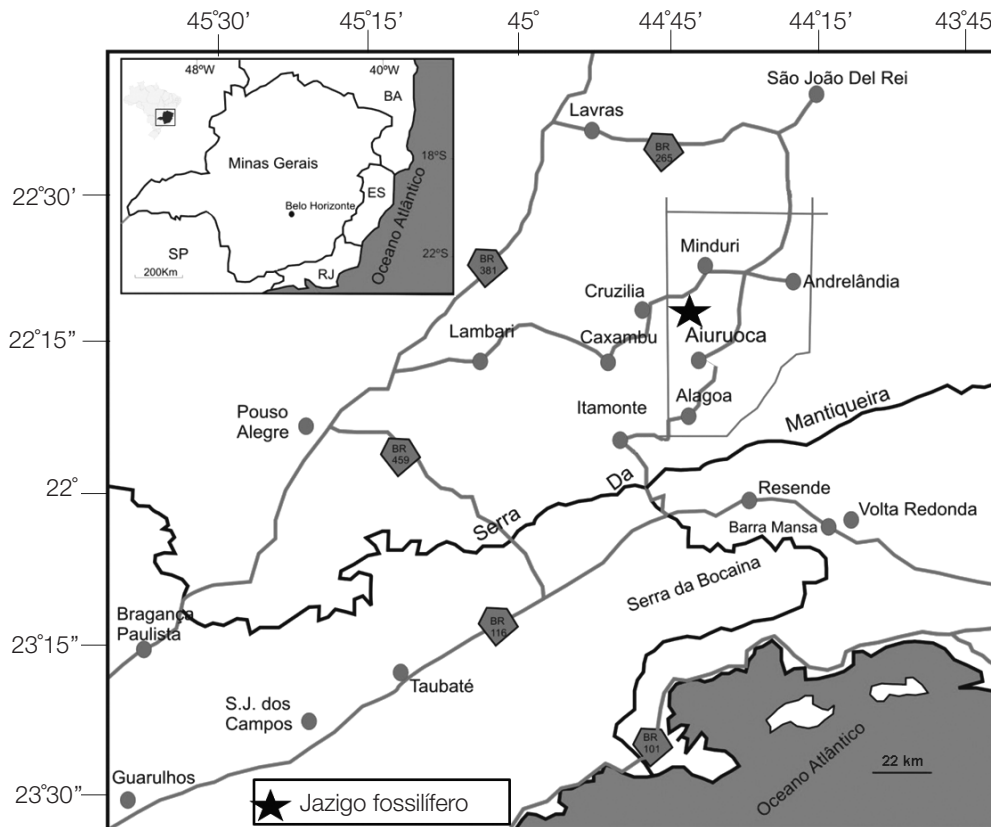 45°30'
45°15'
45°
44°45'
44°15'
43°45'
48°W
40°W
BA
18°S
Minas Gerais
ES
Belo Horizonte
Oceano Atlântico
22°S
SP
200Km
RJ
São João Del Rei
Lavras
BR
265
22°30’
BR
381
Minduri
Andrelândia
Cruzilia
22°15”
Lambari
Caxambu
Aiuruoca
Pouso
Alegre
Itamonte
Alagoa
Mantiqueira
BR
459
22°
Serra
Da
Resende
Volta Redonda
Barra Mansa
Serra da Bocaina
Bragança
Paulista
BR
116
23°15”
Taubaté
S.J. dos
Campos
BR
101
Oceano Atlântico
22 km
Guarulhos
23°30”
Jazigo fossilífero